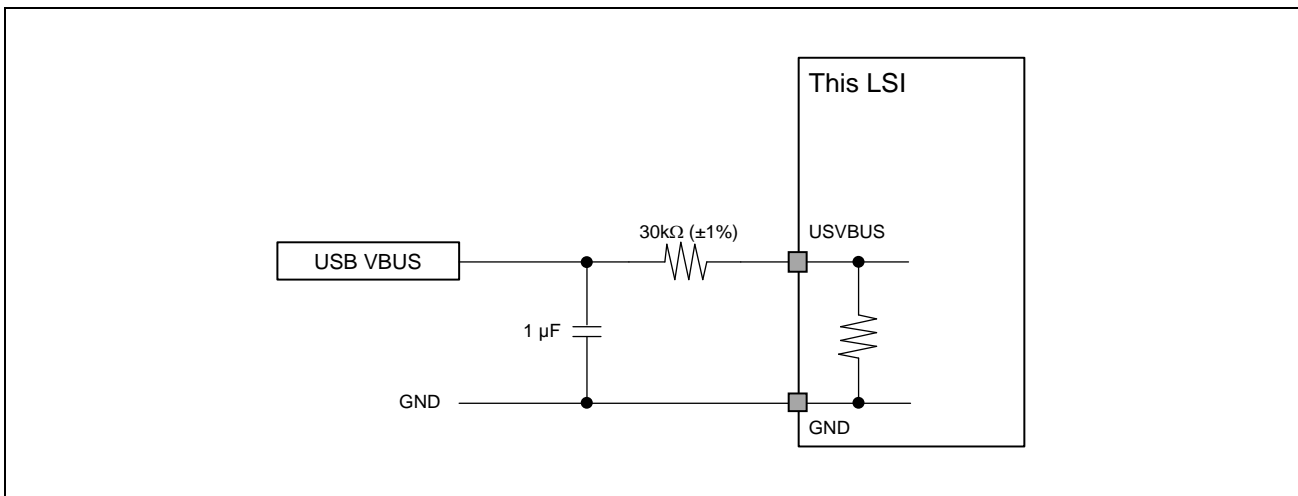 This LSI
30kΩ (±1%)
USVBUS
USB VBUS
1 µF
GND
GND